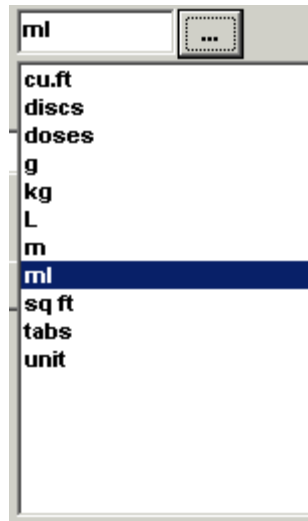 ml
...
cu.ft
discs
doses
g
kg
L
m
ml
sq ft
tabs
unit